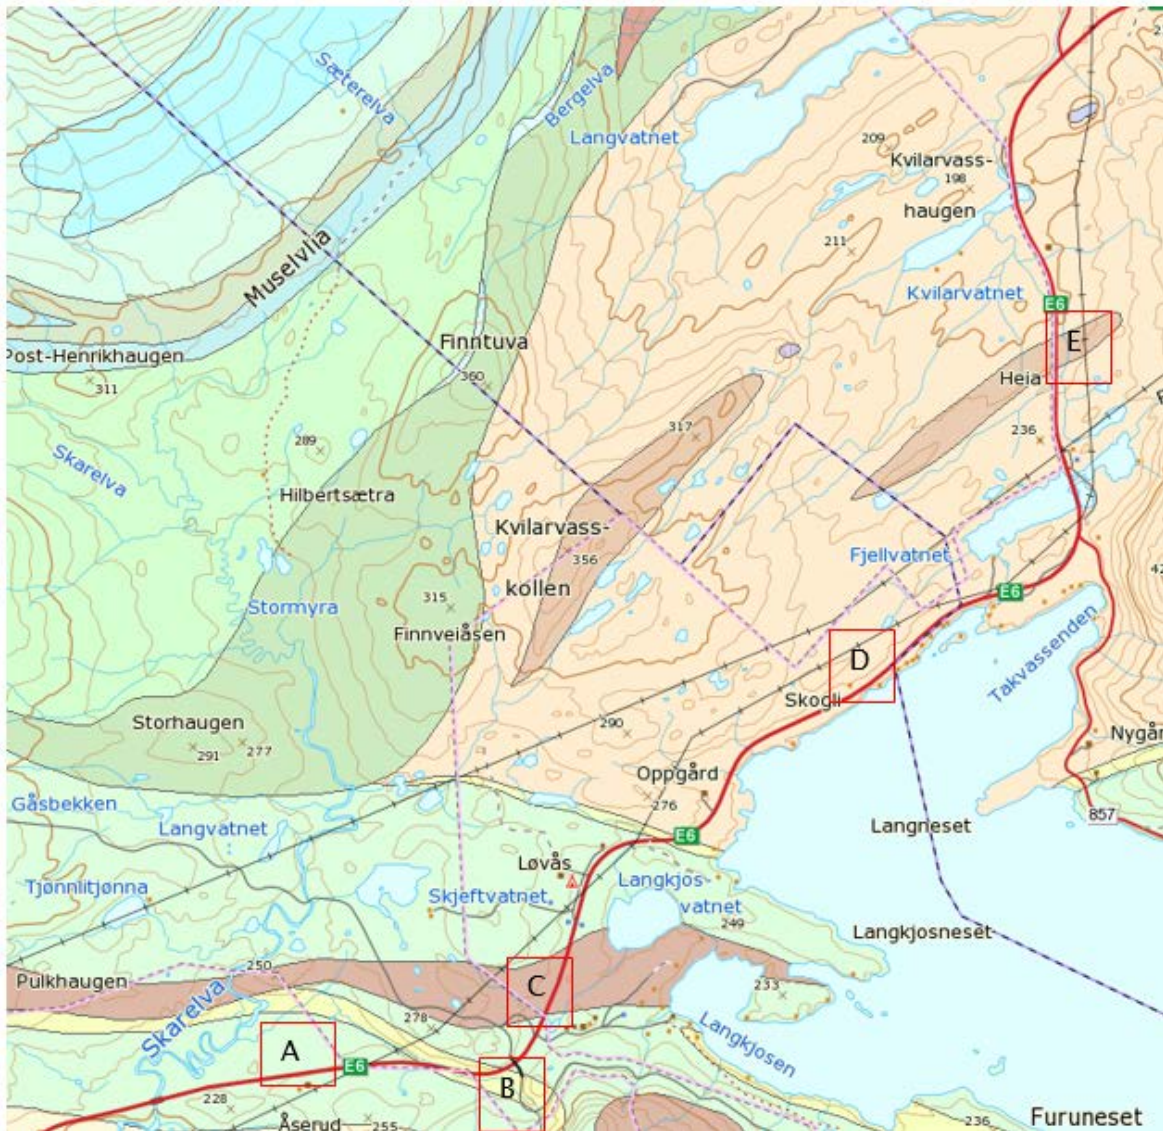 Sæterelva
Bergelva
Langvatnet
209
Kvilarvass-
198
haugen
211
Muselvlia
Kvilarvatnet
E6
Finntuva
E
Post-Henrikhaugen
360
Heia
311
317
236
289
Skarelva
Hilbertsætra
Kvilarvass-
356
Fjellvatnet
kollen
315
Stormyra
E6
Finnveiåsen
Takvassenden
D
Skogli
Storhaugen
290
291
277
Nygår
Oppgård
276
Gåsbekken
857
Langvatnet
E6
Langneset
Løvås
Tjønnlitjønna
Skjeftvatnet
Langkjos-
vatnet
249
Langkjosneset
250
Pulkhaugen
C
233
Skarelva
278
Langkjosen
A
E6
B
228
Åserud
255
236
Furuneset